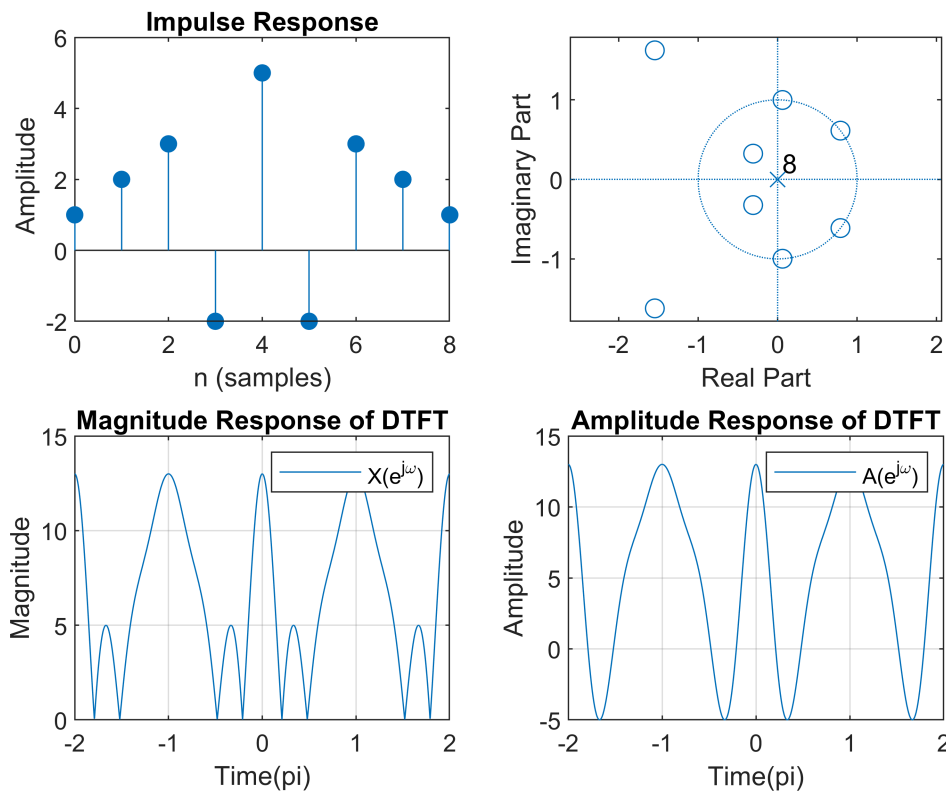 Impulse Response
6
4
2
0
-2
0 2 4 6 8
Amplitude
n (samples)
1
0
-1
-2 -1 0 1 2
8
Imaginary Part
Real Part
Magnitude Response of DTFT
15
10
5
0
-2 -1 0 1 2
X(e^jω)
Magnitude
Time(pi)
Amplitude Response of DTFT
15
10
5
0
-5
-2 -1 0 1 2
A(e^jω)
Amplitude
Time(pi)